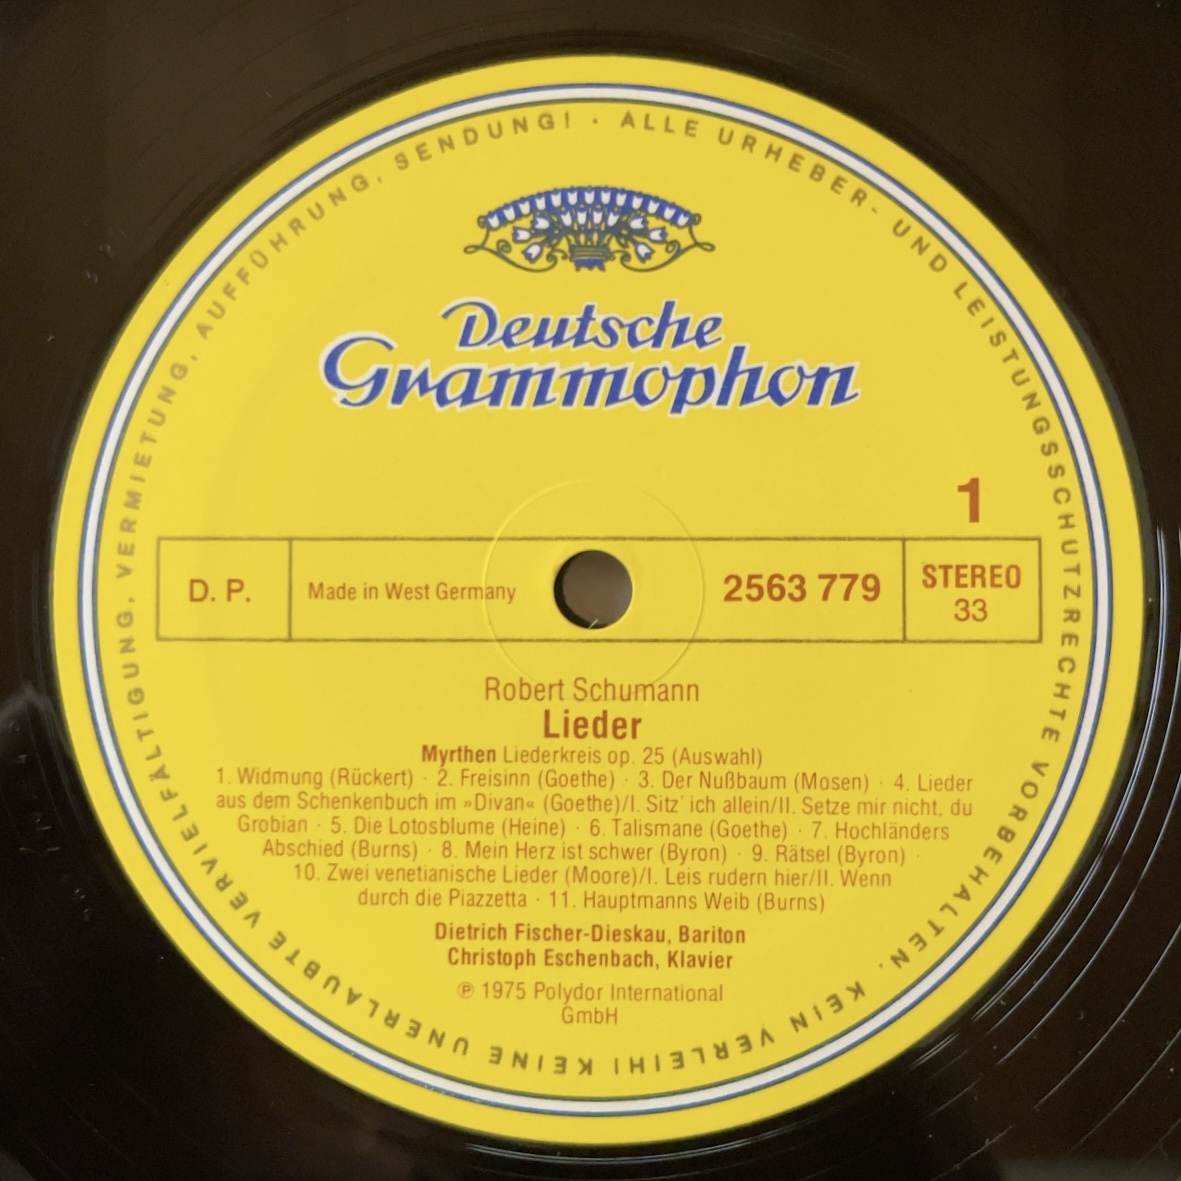 ALLE URHEBER- UND LEISTUNGSSCHUTZRECHTE VORBEHALTEN. KEIN VERLEIH! KEINE UNERLAUBTE VERVIELFÄLTIGUNG, VERMIETUNG, AUFFÜHRUNG, SENDUNG! ·
Deutsche
Grammophon
1
D. P.
Made in West Germany
2563 779
STEREO
33
Robert Schumann
Lieder
Myrthen Liederkreis op. 25 (Auswahl)
1. Widmung (Rückert) · 2. Freisinn (Goethe) · 3. Der Nußbaum (Mosen) · 4. Lieder
aus dem Schenkenbuch im »Divan« (Goethe)/I. Sitz' ich allein/II. Setze mir nicht, du
Grobian · 5. Die Lotosblume (Heine) · 6. Talismane (Goethe) · 7. Hochländers
Abschied (Burns) · 8. Mein Herz ist schwer (Byron) · 9. Rätsel (Byron) ·
10. Zwei venetianische Lieder (Moore)/I. Leis rudern hier/II. Wenn
durch die Piazzetta · 11. Hauptmanns Weib (Burns)
Dietrich Fischer-Dieskau, Bariton
Christoph Eschenbach, Klavier
℗ 1975 Polydor International
GmbH